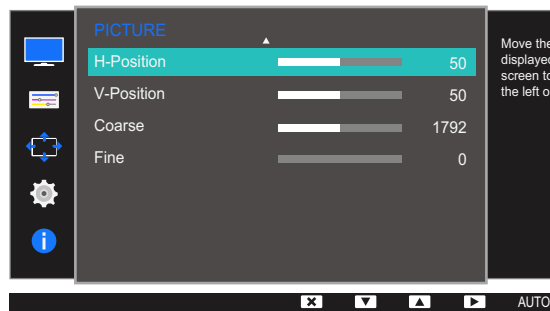 PICTURE
H-Position 50
V-Position 50
Coarse 1792
Fine 0
Move the
displayed
screen to
the left o
AUTO